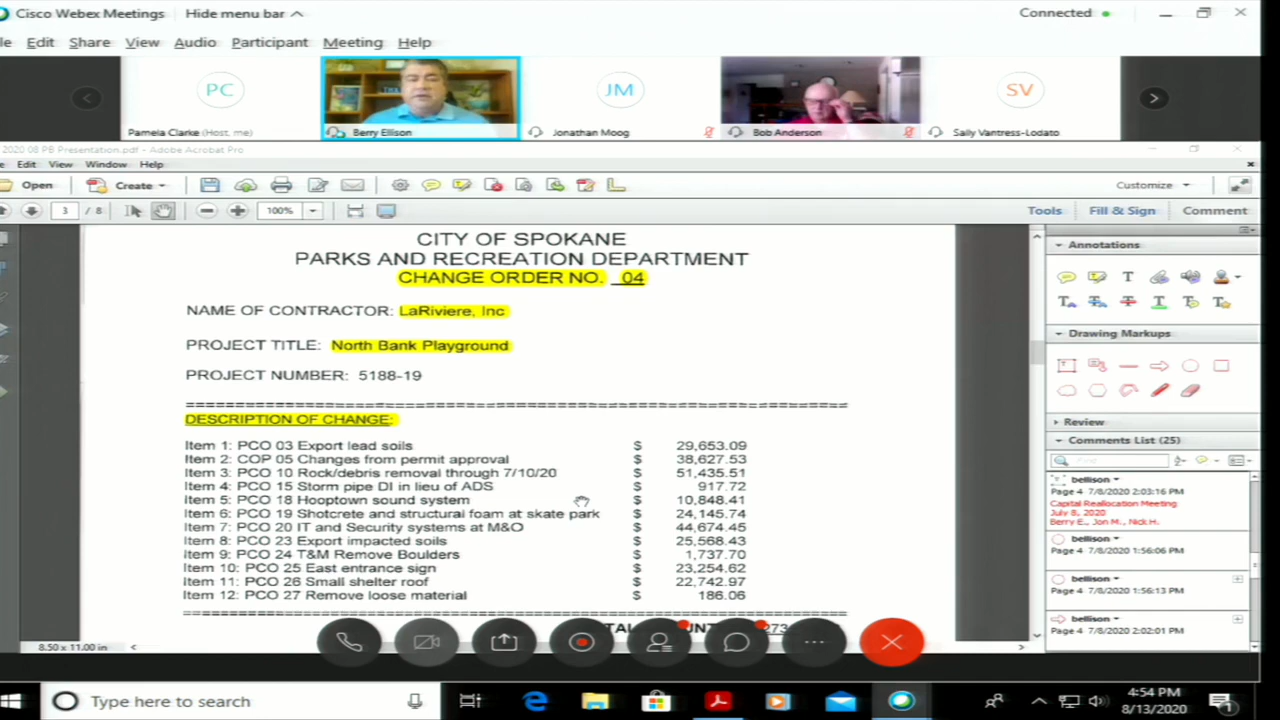 Cisco Webex Meetings Hide menu bar Connected
le Edit Share View Audio Participant Meeting Help
PC JM SV
Pamela Clarke (Host, me) Berry Ellison Jonathan Moog Bob Anderson Sally Vantress-Lodato
2020 08 PB Presentation.pdf - Adobe Acrobat Pro
Edit View Window Help
Open Create Customize
3 / 8 100% Tools Fill & Sign Comment
CITY OF SPOKANE
PARKS AND RECREATION DEPARTMENT
CHANGE ORDER NO. 04
NAME OF CONTRACTOR: LaRiviere, Inc
PROJECT TITLE: North Bank Playground
PROJECT NUMBER: 5188-19
DESCRIPTION OF CHANGE:
Item 1: PCO 03 Export lead soils $ 29,653.09
Item 2: COP 05 Changes from permit approval $ 38,627.53
Item 3: PCO 10 Rock/debris removal through 7/10/20 $ 51,435.51
Item 4: PCO 15 Storm pipe DI in lieu of ADS $ 917.72
Item 5: PCO 18 Hooptown sound system $ 10,848.41
Item 6: PCO 19 Shotcrete and structural foam at skate park $ 24,145.74
Item 7: PCO 20 IT and Security systems at M&O $ 44,674.45
Item 8: PCO 23 Export impacted soils $ 25,568.43
Item 9: PCO 24 T&M Remove Boulders $ 1,737.70
Item 10: PCO 25 East entrance sign $ 23,254.62
Item 11: PCO 26 Small shelter roof $ 22,742.97
Item 12: PCO 27 Remove loose material $ 186.06
Annotations
Drawing Markups
Review
Comments List (25)
Find
bellison
Page 4 7/8/2020 2:03:16 PM
Capital Reallocation Meeting
July 8, 2020
Berry E., Jon M., Nick H.
bellison
Page 4 7/8/2020 1:56:06 PM
bellison
Page 4 7/8/2020 1:56:13 PM
bellison
Page 4 7/8/2020 2:02:01 PM
8.50 x 11.00 in
Type here to search
4:54 PM
8/13/2020
1